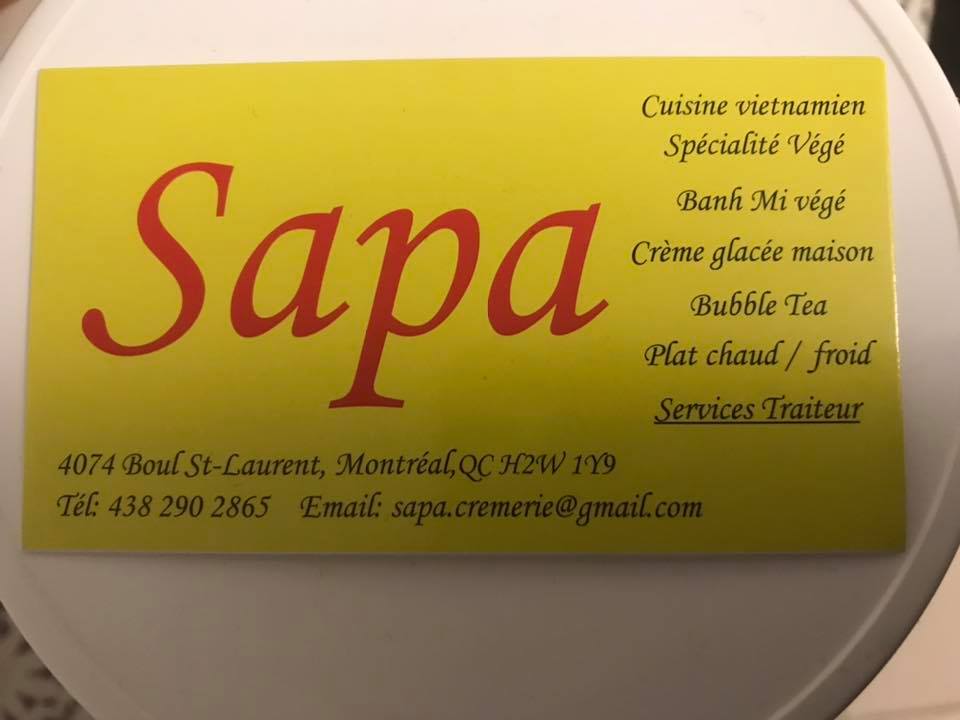 Sapa
Cuisine vietnamien
Spécialité Végé
Banh Mi végé
Crème glacée maison
Bubble Tea
Plat chaud / froid
Services Traiteur
4074 Boul St-Laurent, Montréal,QC H2W 1Y9
Tél: 438 290 2865 Email: sapa.cremerie@gmail.com